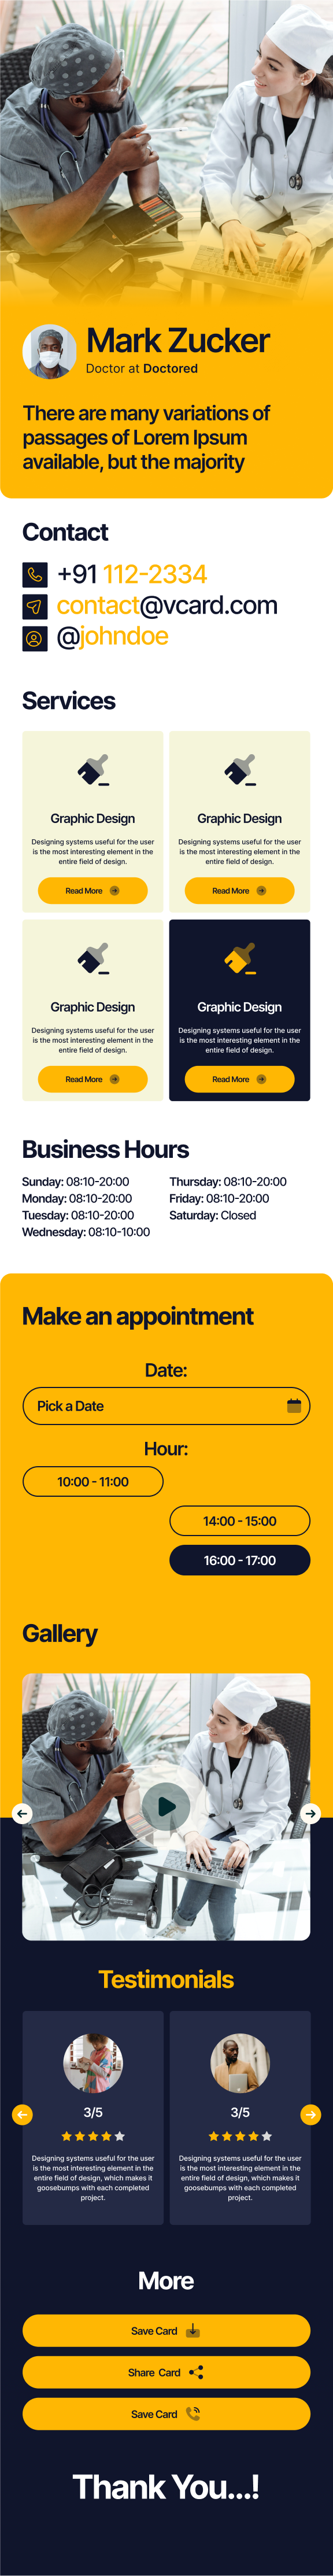 Mark Zucker
Doctor at Doctored
There are many variations of
passages of Lorem Ipsum
available, but the majority
Contact
+91 112-2334
contact@vcard.com
@johndoe
Services
Graphic Design
Designing systems useful for the user
is the most interesting element in the
entire field of design.
Read More
Graphic Design
Designing systems useful for the user
is the most interesting element in the
entire field of design.
Read More
Graphic Design
Designing systems useful for the user
is the most interesting element in the
entire field of design.
Read More
Graphic Design
Designing systems useful for the user
is the most interesting element in the
entire field of design.
Read More
Business Hours
Sunday: 08:10-20:00
Monday: 08:10-20:00
Tuesday: 08:10-20:00
Wednesday: 08:10-10:00
Thursday: 08:10-20:00
Friday: 08:10-20:00
Saturday: Closed
Make an appointment
Date:
Pick a Date
Hour:
10:00 - 11:00
14:00 - 15:00
16:00 - 17:00
Gallery
Testimonials
3/5
Designing systems useful for the user
is the most interesting element in the
entire field of design, which makes it
goosebumps with each completed
project.
3/5
Designing systems useful for the user
is the most interesting element in the
entire field of design, which makes it
goosebumps with each completed
project.
More
Save Card
Share Card
Save Card
Thank You...!